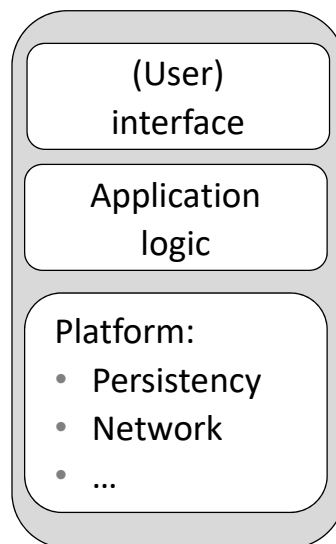 (User)
interface
Application
logic
Platform:
• Persistency
• Network
• ...